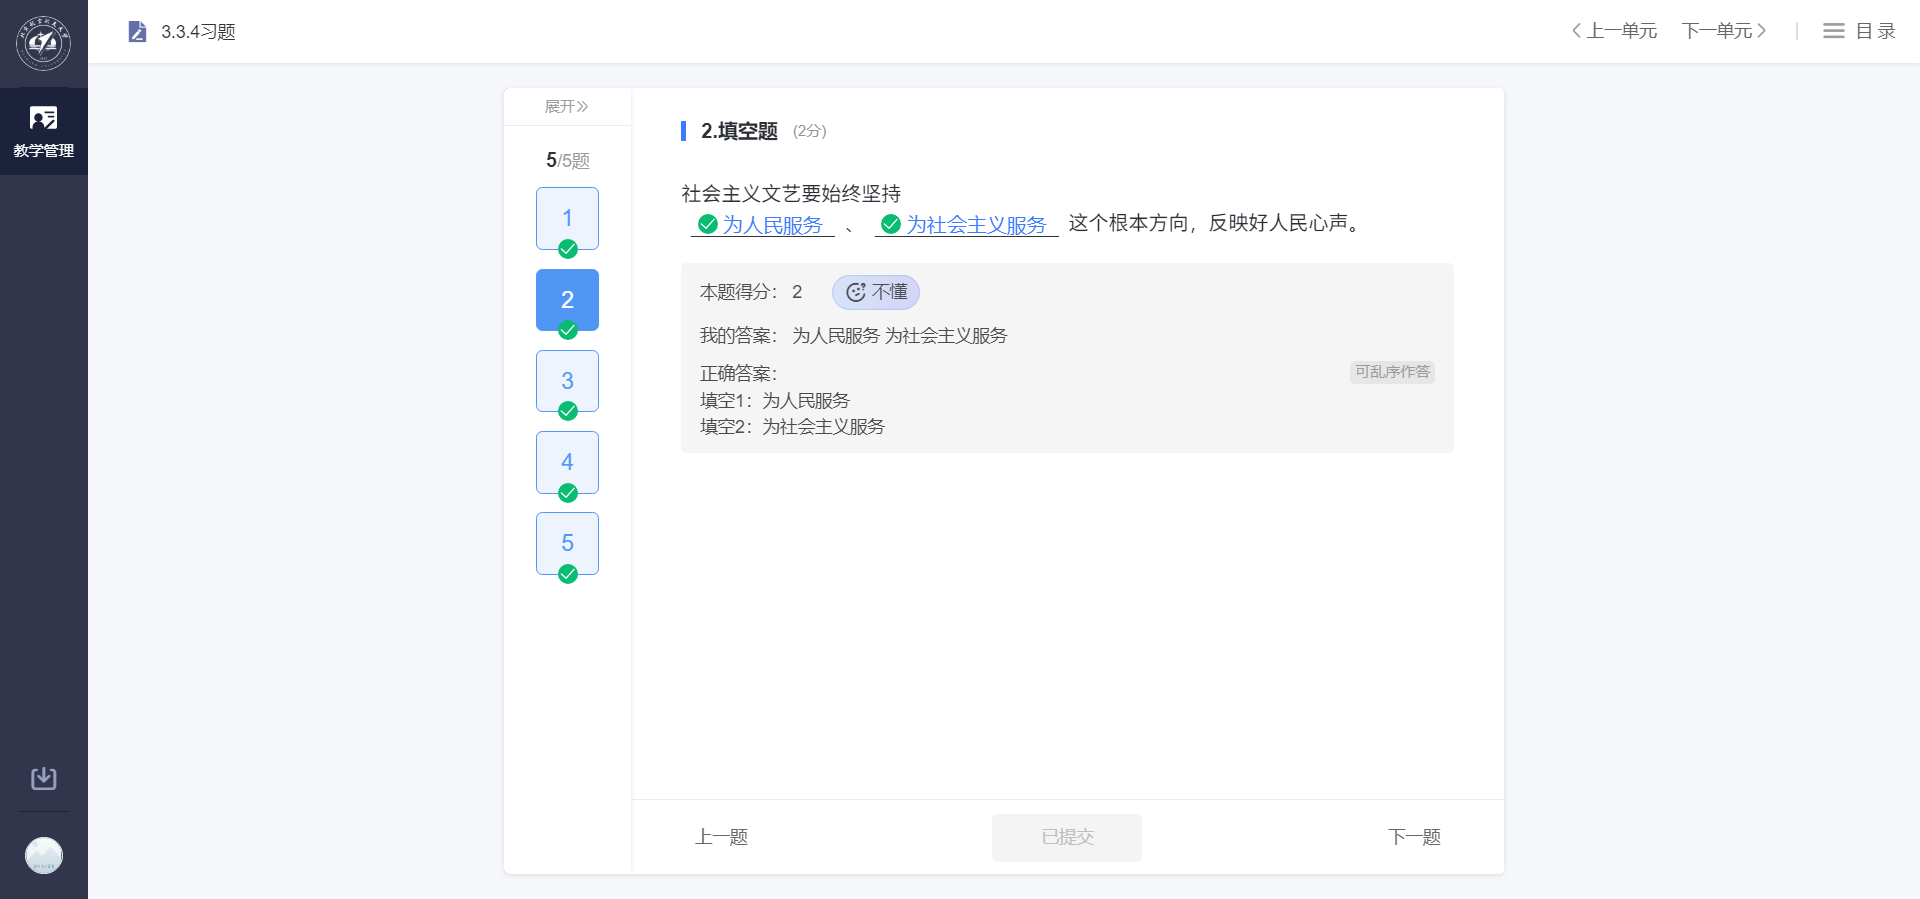 3.3.4习题
上一单元
下一单元
目录
教学管理
展开
5/5题
1
2
3
4
5
2.填空题 (2分)
社会主义文艺要始终坚持
为人民服务 、 为社会主义服务 这个根本方向，反映好人民心声。
本题得分： 2 不懂
我的答案： 为人民服务 为社会主义服务
正确答案： 可乱序作答
填空1：为人民服务
填空2：为社会主义服务
上一题
已提交
下一题